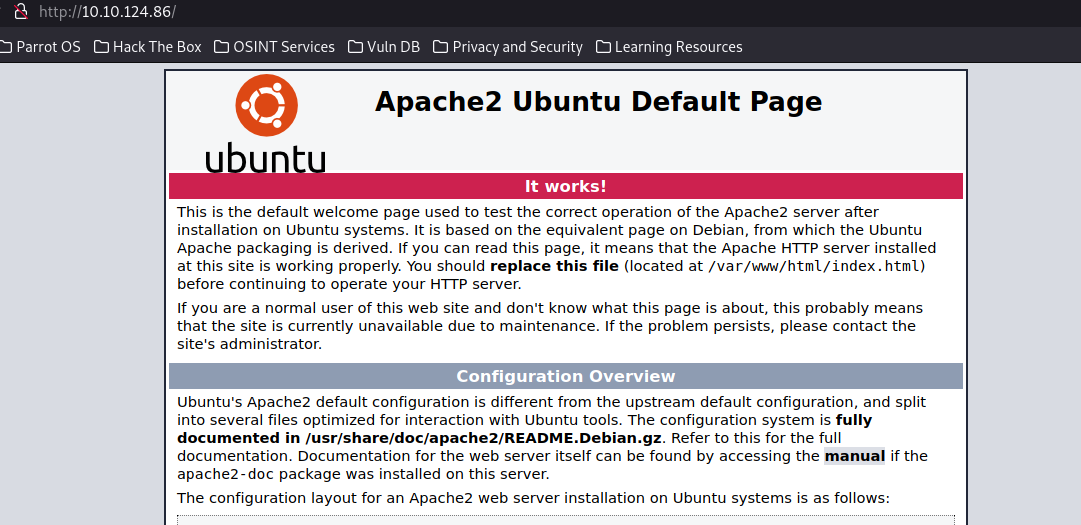 http://10.10.124.86/
Parrot OS Hack The Box OSINT Services Vuln DB Privacy and Security Learning Resources
ubuntu
Apache2 Ubuntu Default Page
It works!
This is the default welcome page used to test the correct operation of the Apache2 server after
installation on Ubuntu systems. It is based on the equivalent page on Debian, from which the Ubuntu
Apache packaging is derived. If you can read this page, it means that the Apache HTTP server installed
at this site is working properly. You should replace this file (located at /var/www/html/index.html)
before continuing to operate your HTTP server.
If you are a normal user of this web site and don't know what this page is about, this probably means
that the site is currently unavailable due to maintenance. If the problem persists, please contact the
site's administrator.
Configuration Overview
Ubuntu's Apache2 default configuration is different from the upstream default configuration, and split
into several files optimized for interaction with Ubuntu tools. The configuration system is fully
documented in /usr/share/doc/apache2/README.Debian.gz. Refer to this for the full
documentation. Documentation for the web server itself can be found by accessing the manual if the
apache2-doc package was installed on this server.
The configuration layout for an Apache2 web server installation on Ubuntu systems is as follows: